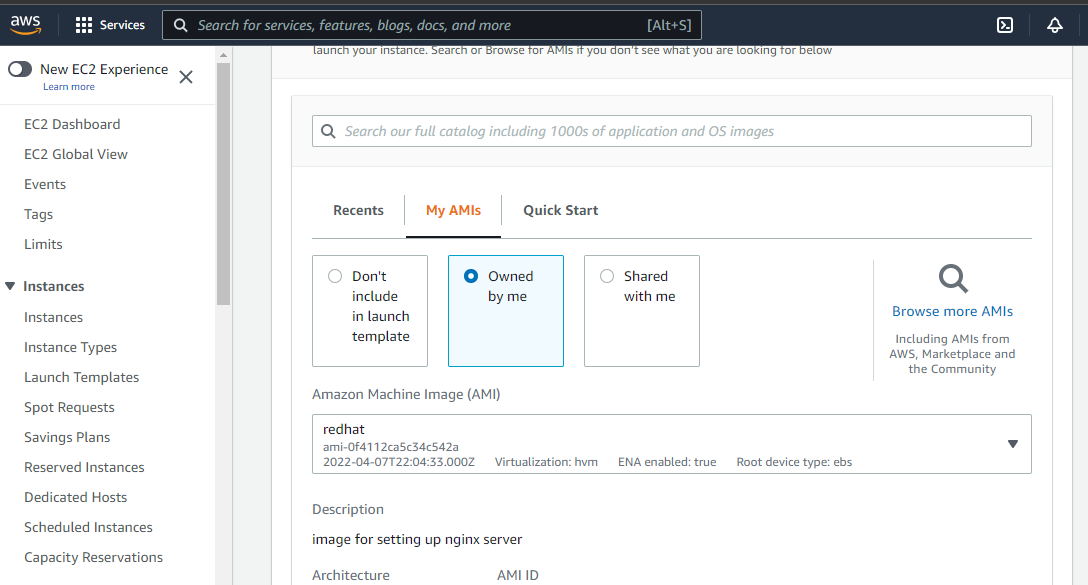 aws
Services
Search for services, features, blogs, docs, and more
[Alt+S]
New EC2 Experience
Learn more
EC2 Dashboard
EC2 Global View
Events
Tags
Limits
Instances
Instances
Instance Types
Launch Templates
Spot Requests
Savings Plans
Reserved Instances
Dedicated Hosts
Scheduled Instances
Capacity Reservations
launch your instance. Search or Browse for AMIs if you don't see what you are looking for below
Search our full catalog including 1000s of application and OS images
Recents
My AMIs
Quick Start
Don't
include
in launch
template
Owned
by me
Shared
with me
Browse more AMIs
Including AMIs from
AWS, Marketplace and
the Community
Amazon Machine Image (AMI)
redhat
ami-0f4112ca5c34c542a
2022-04-07T22:04:33.000Z Virtualization: hvm ENA enabled: true Root device type: ebs
Description
image for setting up nginx server
Architecture AMI ID